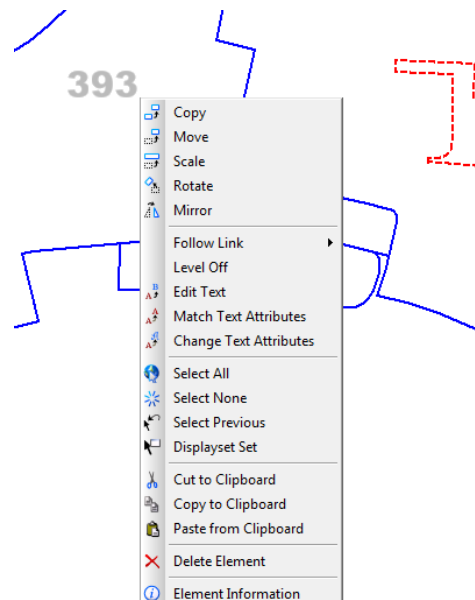 393
Copy
Move
Scale
Rotate
Mirror
Follow Link
Level Off
Edit Text
Match Text Attributes
Change Text Attributes
Select All
Select None
Select Previous
Displayset Set
Cut to Clipboard
Copy to Clipboard
Paste from Clipboard
Delete Element
Element Information